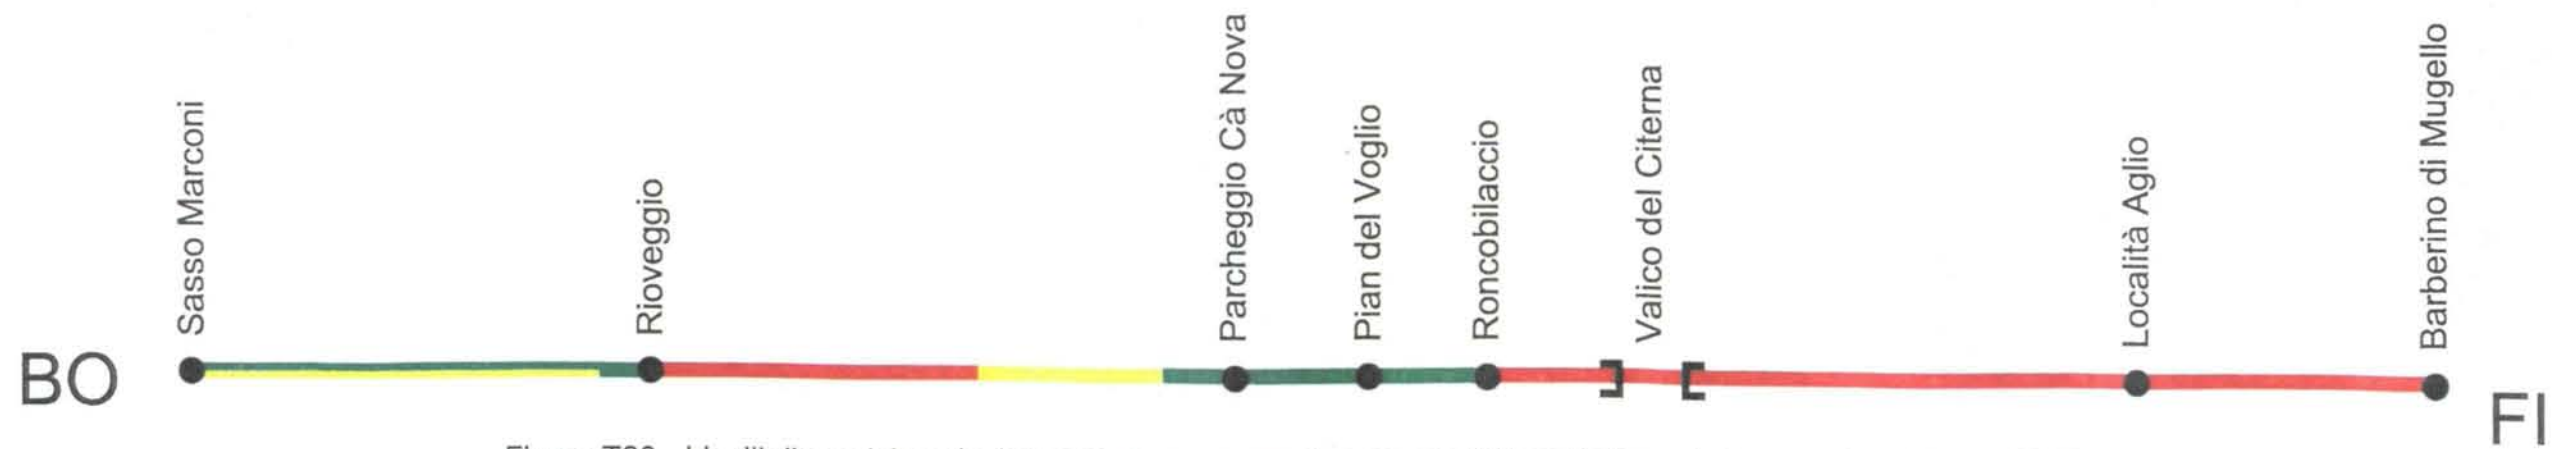 Sasso Marconi
Rioveggio
Parcheggio Cà Nova
Pian del Voglio
Roncobilaccio
Valico del Citerna
Località Aglio
Barberino di Mugello
BO
FI